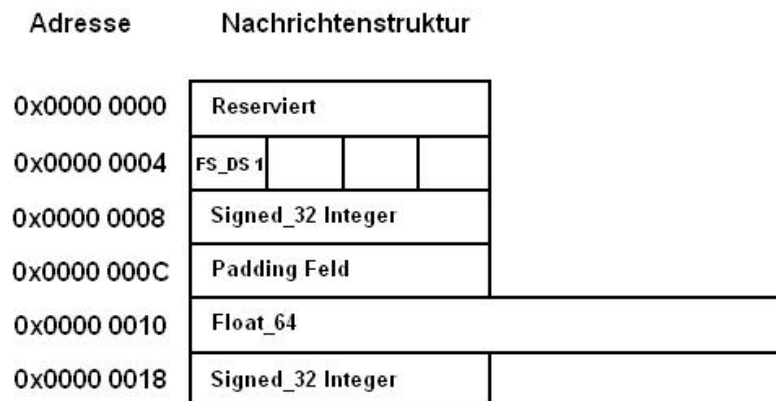 Adresse Nachrichtenstruktur
0x0000 0000 Reserviert
0x0000 0004 FS_DS 1
0x0000 0008 Signed_32 Integer
0x0000 000C Padding Feld
0x0000 0010 Float_64
0x0000 0018 Signed_32 Integer